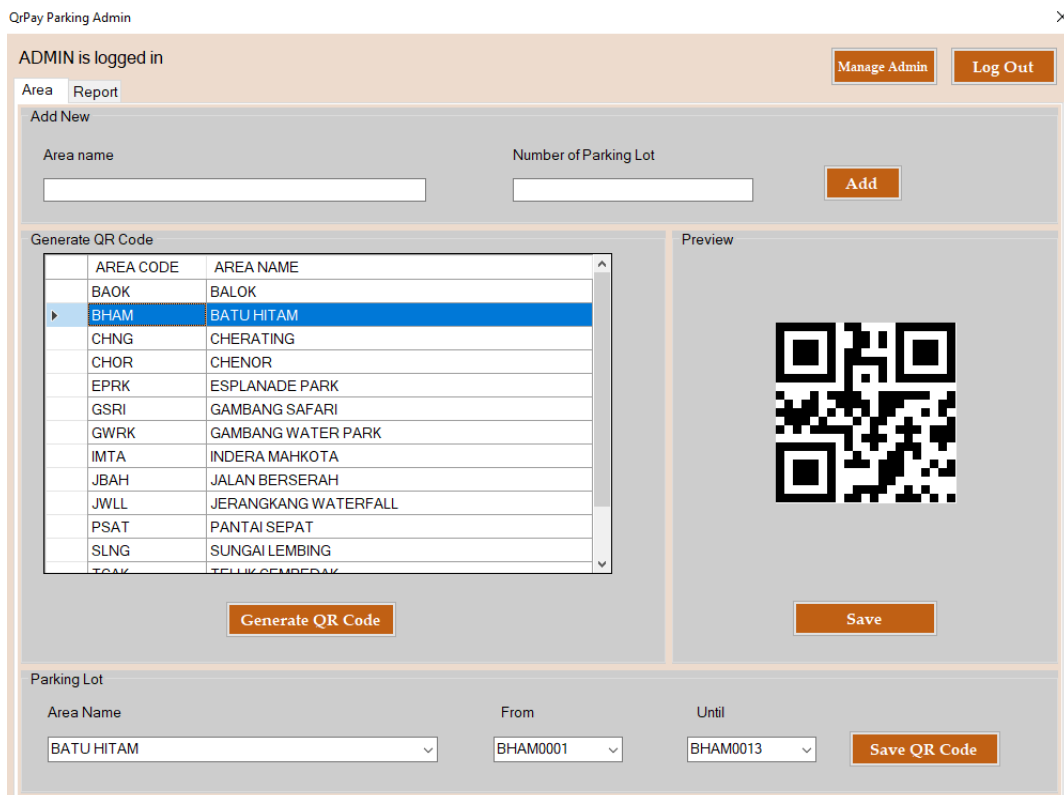 QrPay Parking Admin
ADMIN is logged in
Manage Admin
Log Out
Area Report
Add New
Area name Number of Parking Lot
Add
Generate QR Code
Preview
AREA CODE AREA NAME
BAOK BALOK
BHAM BATU HITAM
CHNG CHERATING
CHOR CHENOR
EPRK ESPLANADE PARK
GSRI GAMBANG SAFARI
GWRK GAMBANG WATER PARK
IMTA INDERA MAHKOTA
JBAH JALAN BERSERAH
JWLL JERANGKANG WATERFALL
PSAT PANTAI SEPAT
SLNG SUNGAI LEMBING
Generate QR Code
Save
Parking Lot
Area Name From Until
BATU HITAM BHAM0001 BHAM0013
Save QR Code